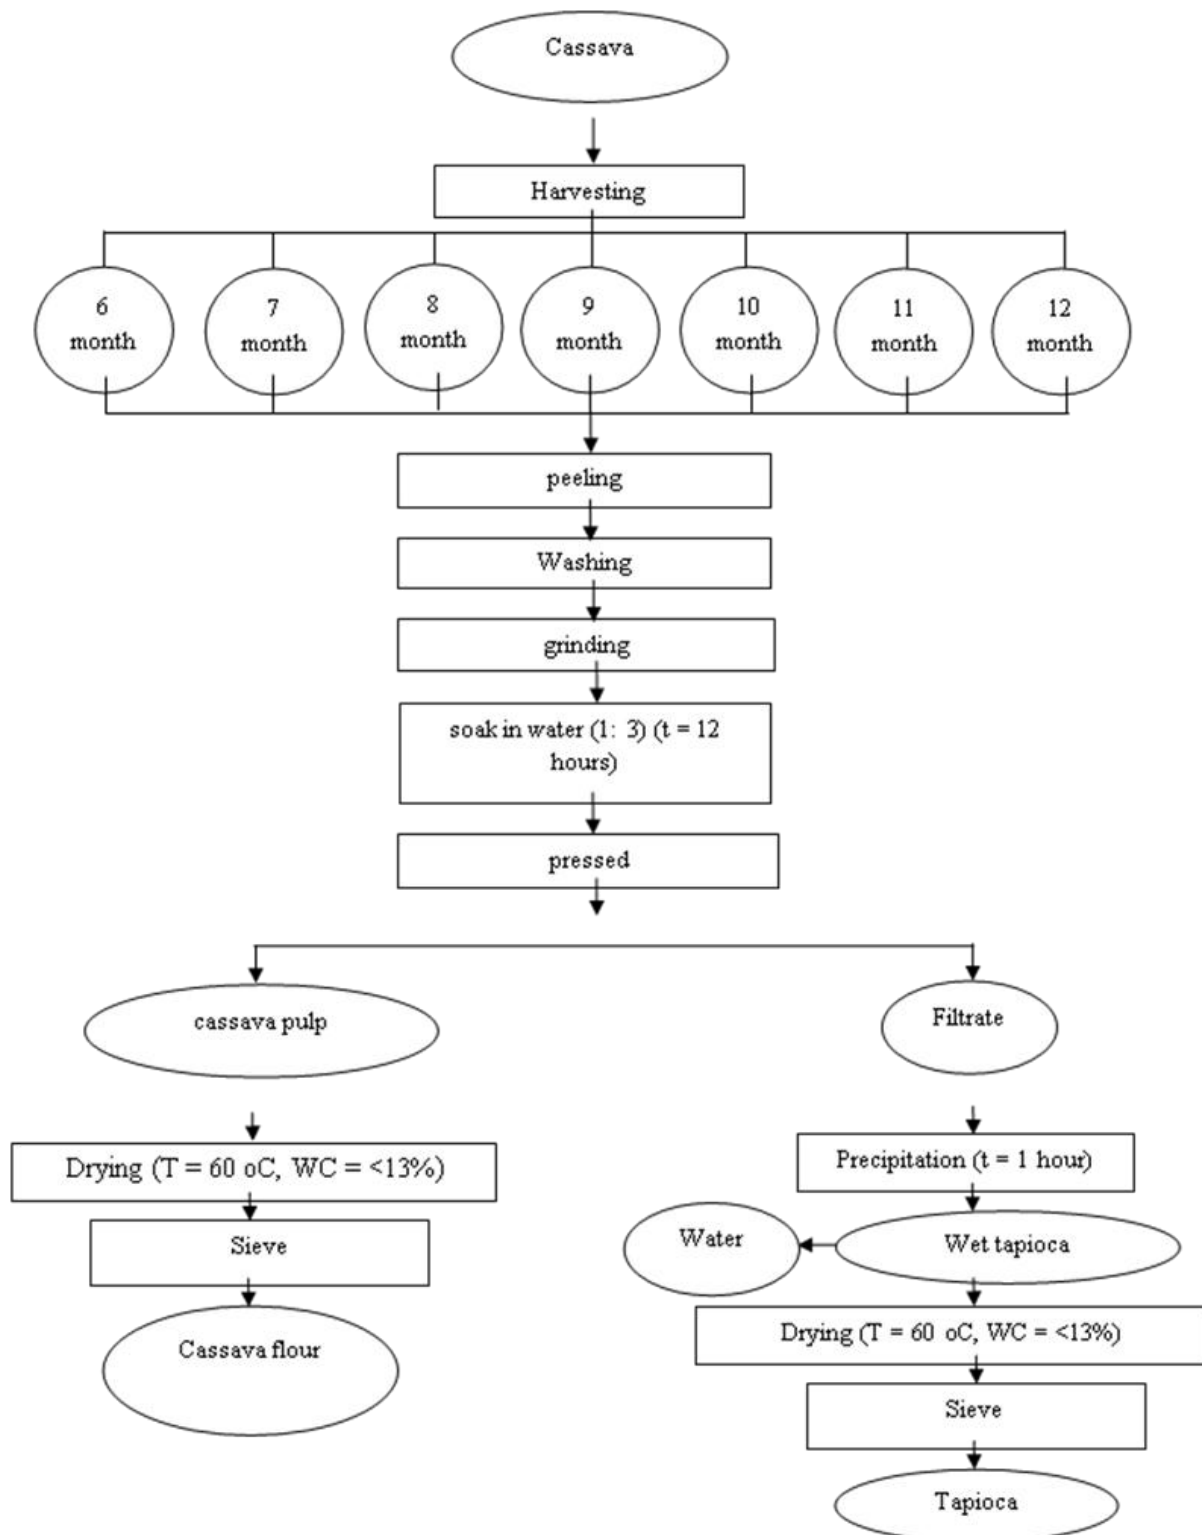 Cassava
Harvesting
6
month
7
month
8
month
9
month
10
month
11
month
12
month
peeling
Washing
grinding
soak in water (1: 3) (t = 12
hours)
pressed
cassava pulp
Filtrate
Drying (T = 60 oC, WC = <13%)
Precipitation (t = 1 hour)
Sieve
Water
Wet tapioca
Cassava flour
Drying (T = 60 oC, WC = <13%)
Sieve
Tapioca